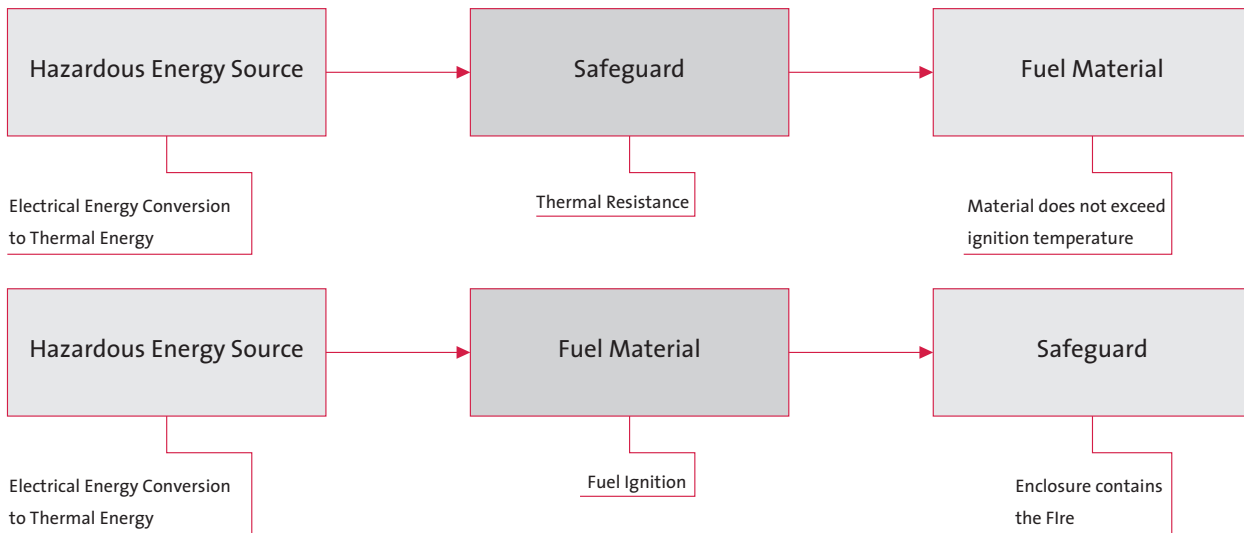 Hazardous Energy Source
Safeguard
Fuel Material
Electrical Energy Conversion
to Thermal Energy
Thermal Resistance
Material does not exceed
ignition temperature
Hazardous Energy Source
Fuel Material
Safeguard
Electrical Energy Conversion
to Thermal Energy
Fuel Ignition
Enclosure contains
the FIre